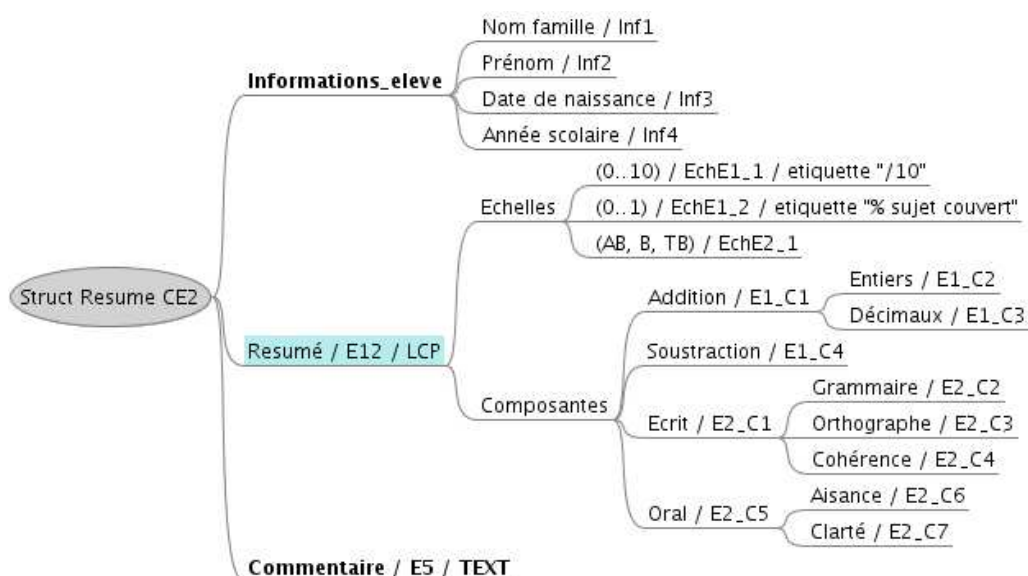 Struct Resume CE2
Informations_eleve
Nom famille / Inf1
Prénom / Inf2
Date de naissance / Inf3
Année scolaire / Inf4
Resumé / E12 / LCP
Echelles
(0..10) / EchE1_1 / etiquette "/10"
(0..1) / EchE1_2 / etiquette "% sujet couvert"
(AB, B, TB) / EchE2_1
Composantes
Addition / E1_C1
Entiers / E1_C2
Décimaux / E1_C3
Soustraction / E1_C4
Ecrit / E2_C1
Grammaire / E2_C2
Orthographe / E2_C3
Cohérence / E2_C4
Oral / E2_C5
Aisance / E2_C6
Clarté / E2_C7
Commentaire / E5 / TEXT